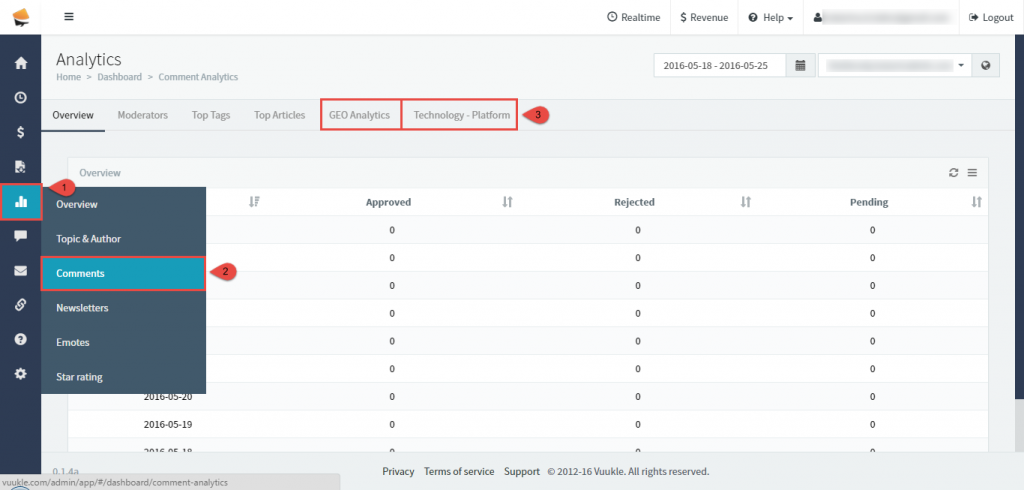 Realtime $ Revenue Help Logout
Analytics
Home > Dashboard > Comment Analytics
2016-05-18 - 2016-05-25
Overview Moderators Top Tags Top Articles GEO Analytics Technology - Platform 3
$
Overview
1
Overview
Topic & Author
Comments
2
Newsletters
Emotes
Star rating
Approved Rejected Pending
0 0 0
0 0 0
0 0 0
0 0 0
0 0 0
0 0 0
2016-05-20 0 0 0
2016-05-19 0 0 0
2016-05-18 0 0 0
0.1.4a
Privacy Terms of service Support © 2012-16 Vuukle. All rights reserved.
vuukle.com/admin/app/#/dashboard/comment-analytics